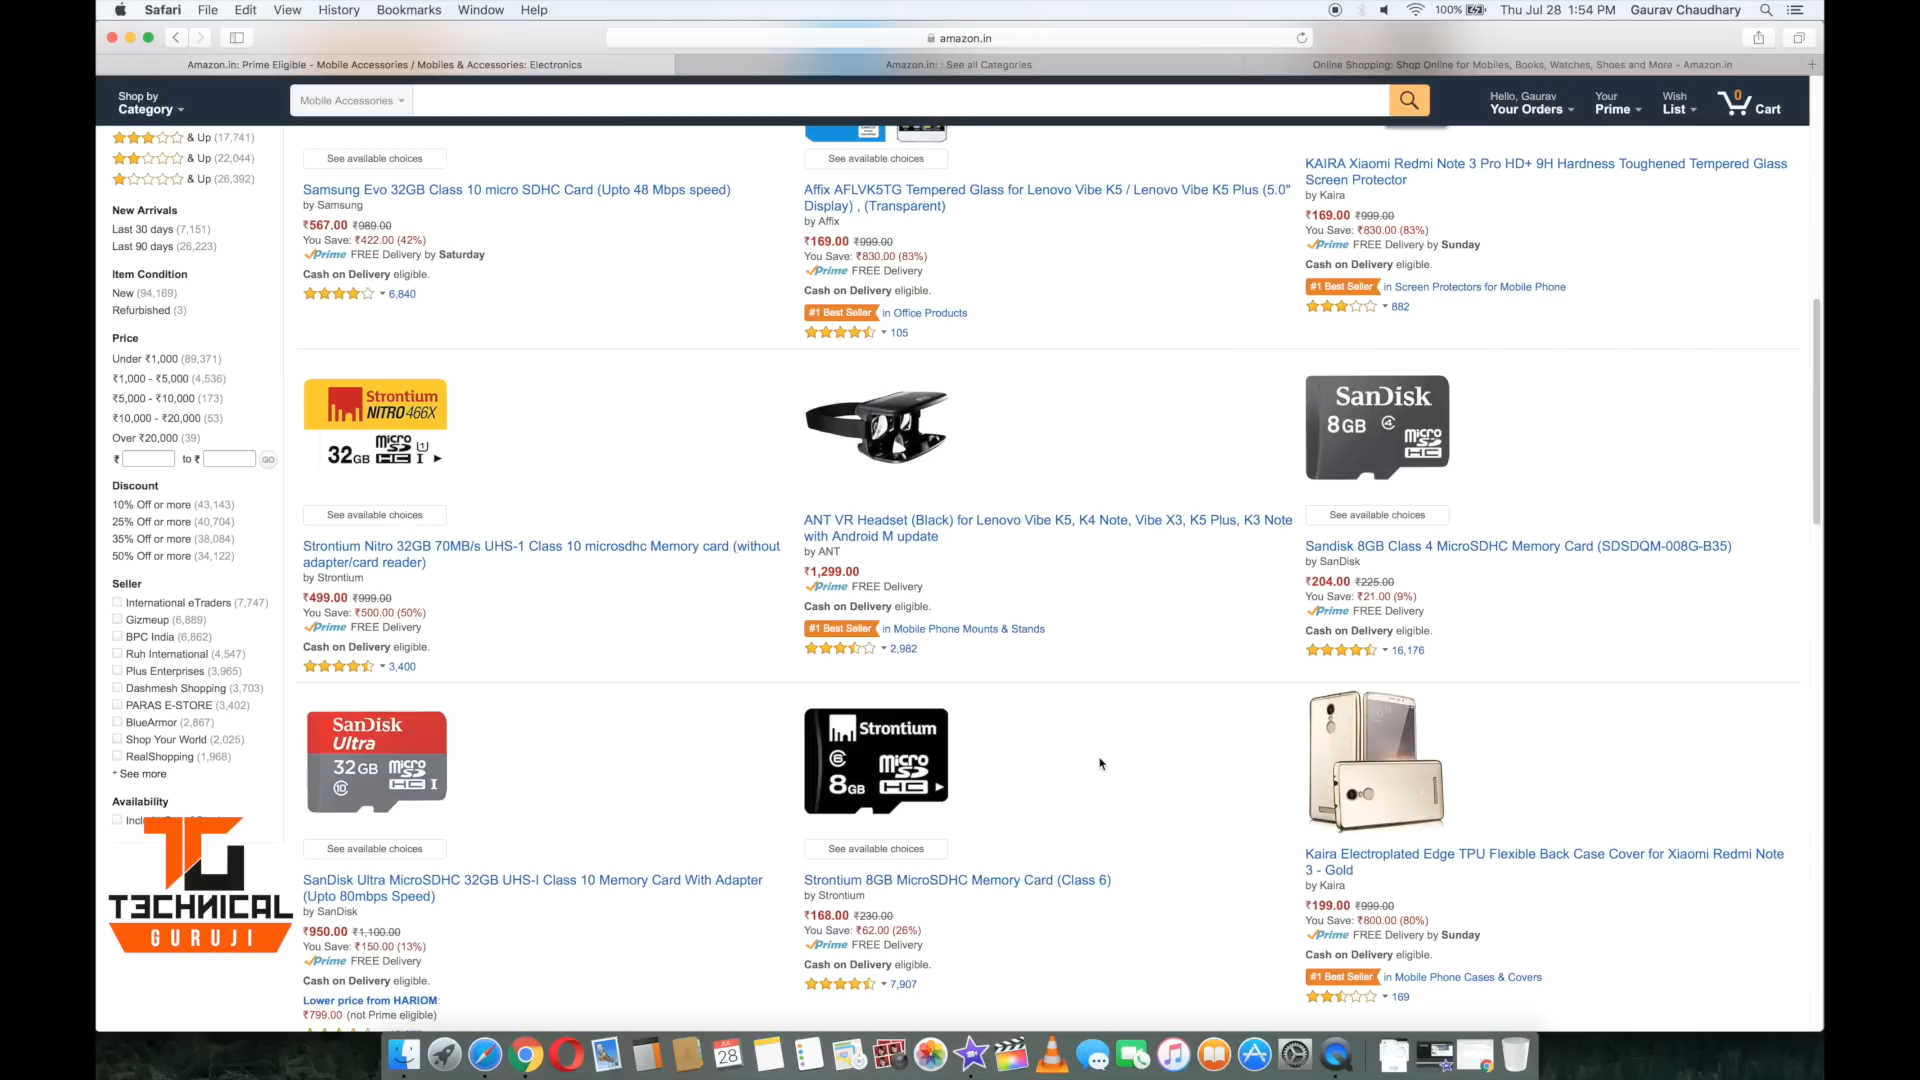 Safari File Edit View History Bookmarks Window Help
100% Thu Jul 28 1:54 PM Gaurav Chaudhary
amazon.in
Amazon.in: Prime Eligible - Mobile Accessories / Mobiles & Accessories: Electronics
Amazon.in: : See all Categories
Online Shopping: Shop Online for Mobiles, Books, Watches, Shoes and More - Amazon.in
Shop by
Category
Mobile Accessories
Hello, Gaurav
Your Orders
Your
Prime
Wish
List
0
Cart
& Up (17,741)
& Up (22,044)
& Up (26,392)
New Arrivals
Last 30 days (7,151)
Last 90 days (26,223)
Item Condition
New (94,169)
Refurbished (3)
Price
Under ₹1,000 (89,371)
₹1,000 - ₹5,000 (4,536)
₹5,000 - ₹10,000 (173)
₹10,000 - ₹20,000 (53)
Over ₹20,000 (39)
₹ to ₹ GO
Discount
10% Off or more (43,143)
25% Off or more (40,704)
35% Off or more (38,084)
50% Off or more (34,122)
Seller
International eTraders (7,747)
Gizmeup (6,889)
BPC India (6,862)
Ruh International (4,547)
Plus Enterprises (3,965)
Dashmesh Shopping (3,703)
PARAS E-STORE (3,402)
BlueArmor (2,867)
Shop Your World (2,025)
RealShopping (1,968)
+ See more
Availability
TECHNICAL
GURUJI
See available choices
Samsung Evo 32GB Class 10 micro SDHC Card (Upto 48 Mbps speed)
by Samsung
₹567.00 ₹989.00
You Save: ₹422.00 (42%)
Prime FREE Delivery by Saturday
Cash on Delivery eligible.
6,840
See available choices
Affix AFLVK5TG Tempered Glass for Lenovo Vibe K5 / Lenovo Vibe K5 Plus (5.0"
Display) , (Transparent)
by Affix
₹169.00 ₹999.00
You Save: ₹830.00 (83%)
Prime FREE Delivery
Cash on Delivery eligible.
#1 Best Seller in Office Products
105
KAIRA Xiaomi Redmi Note 3 Pro HD+ 9H Hardness Toughened Tempered Glass
Screen Protector
by Kaira
₹169.00 ₹999.00
You Save: ₹830.00 (83%)
Prime FREE Delivery by Sunday
Cash on Delivery eligible.
#1 Best Seller in Screen Protectors for Mobile Phone
882
Strontium
NITRO 466X
32GB micro SD HC I U1
See available choices
Strontium Nitro 32GB 70MB/s UHS-1 Class 10 microsdhc Memory card (without
adapter/card reader)
by Strontium
₹499.00 ₹999.00
You Save: ₹500.00 (50%)
Prime FREE Delivery
Cash on Delivery eligible.
3,400
ANT VR Headset (Black) for Lenovo Vibe K5, K4 Note, Vibe X3, K5 Plus, K3 Note
with Android M update
by ANT
₹1,299.00
Prime FREE Delivery
Cash on Delivery eligible.
#1 Best Seller in Mobile Phone Mounts & Stands
2,982
SanDisk
8GB 4 micro SD HC
See available choices
Sandisk 8GB Class 4 MicroSDHC Memory Card (SDSDQM-008G-B35)
by SanDisk
₹204.00 ₹225.00
You Save: ₹21.00 (9%)
Prime FREE Delivery
Cash on Delivery eligible.
16,176
SanDisk
Ultra
32GB micro SD HC I
10
See available choices
SanDisk Ultra MicroSDHC 32GB UHS-I Class 10 Memory Card With Adapter
(Upto 80mbps Speed)
by SanDisk
₹950.00 ₹1,100.00
You Save: ₹150.00 (13%)
Prime FREE Delivery
Cash on Delivery eligible.
Lower price from HARIOM:
₹799.00 (not Prime eligible)
Strontium
6
8GB micro SD HC
See available choices
Strontium 8GB MicroSDHC Memory Card (Class 6)
by Strontium
₹168.00 ₹230.00
You Save: ₹62.00 (26%)
Prime FREE Delivery
Cash on Delivery eligible.
7,907
Kaira Electroplated Edge TPU Flexible Back Case Cover for Xiaomi Redmi Note
3 - Gold
by Kaira
₹199.00 ₹999.00
You Save: ₹800.00 (80%)
Prime FREE Delivery by Sunday
Cash on Delivery eligible.
#1 Best Seller in Mobile Phone Cases & Covers
169
JUL
28